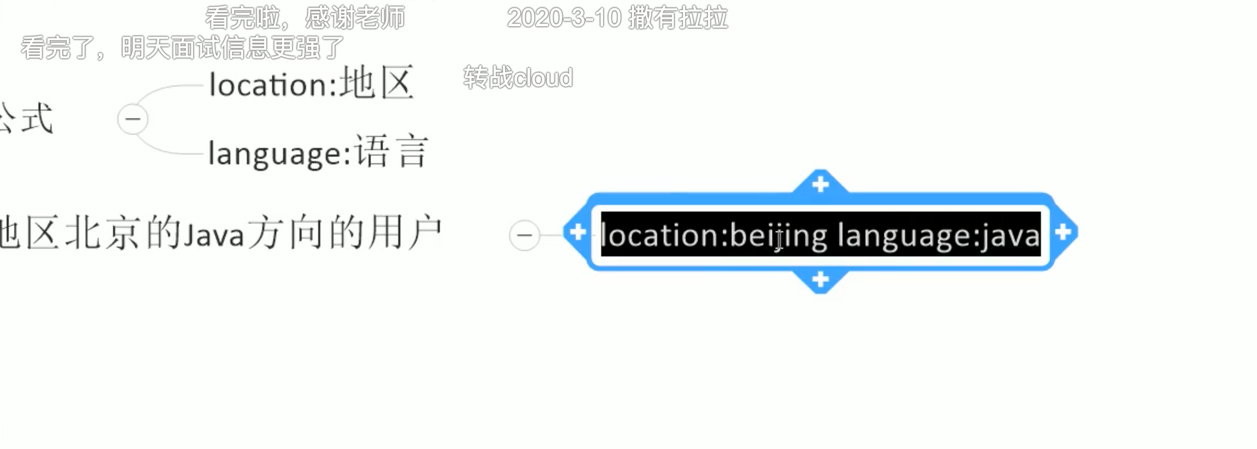 看完啦，感谢老师
2020-3-10 撒有拉拉
看完了，明天面试信息更强了
转战cloud
location:地区
公式
language:语言
地区北京的Java方向的用户
location:beijing language:java